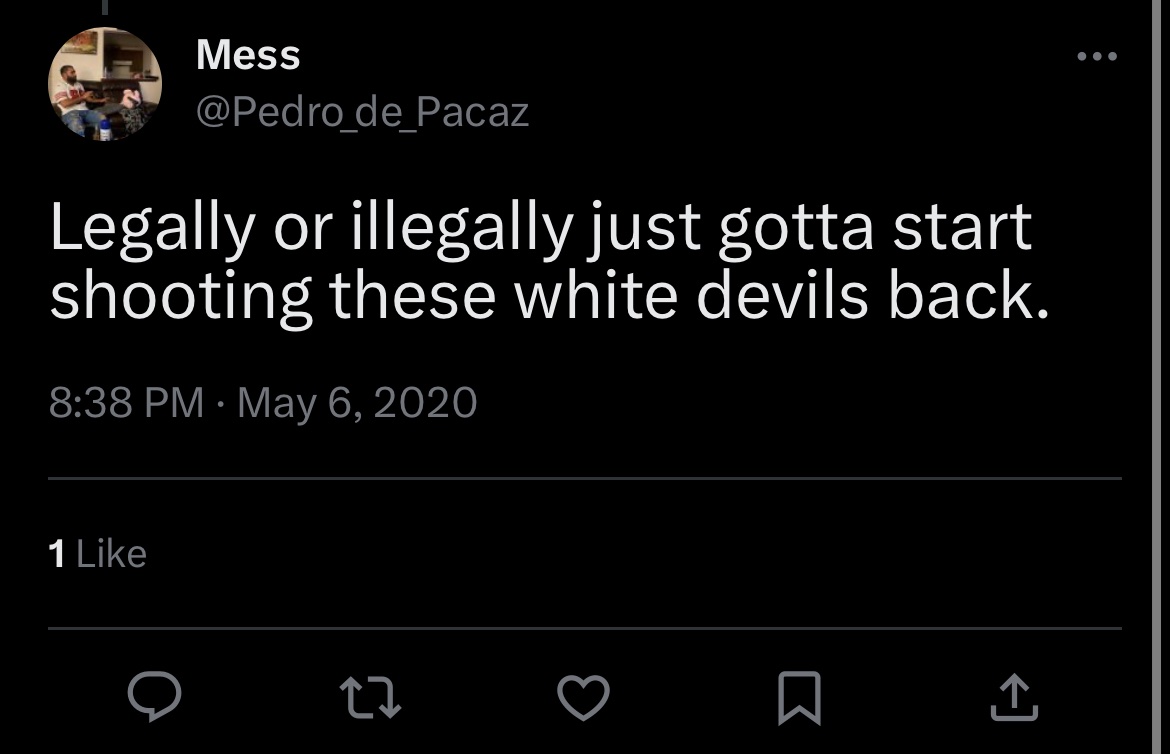 Mess
@Pedro_de_Pacaz
Legally or illegally just gotta start
shooting these white devils back.
8:38 PM · May 6, 2020
1 Like